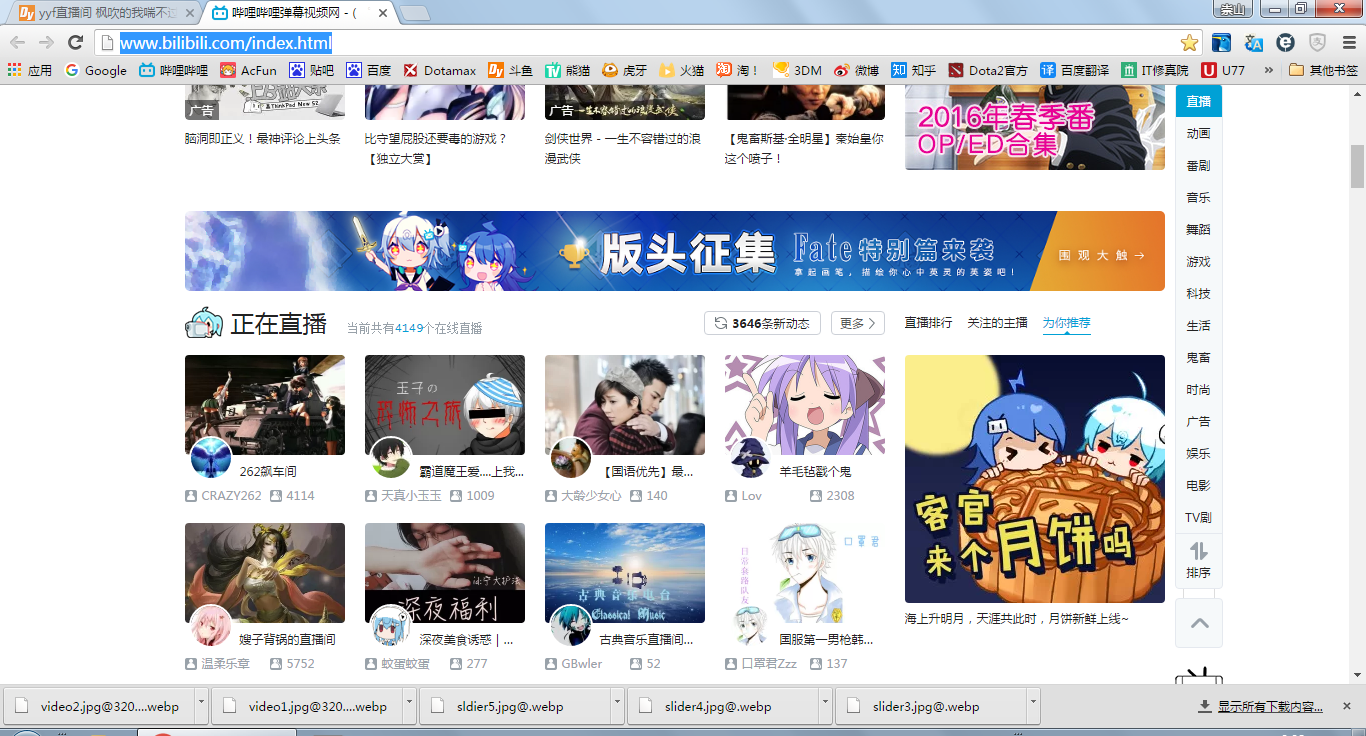 yyf直播间 枫吹的我喘不过
哔哩哔哩弹幕视频网 - (
崇山
www.bilibili.com/index.html
应用 Google 哔哩哔哩 AcFun 贴吧 百度 Dotamax 斗鱼 熊猫 虎牙 火猫 淘！ 3DM 微博 知乎 Dota2官方 百度翻译 IT修真院 U77 » 其他书签
广告
广告
2016年春季番
OP/ED合集
脑洞即正义！最神评论上头条
比守望屁股还要毒的游戏？
【独立大赏】
剑侠世界 - 一生不容错过的浪
漫武侠
【鬼畜斯基·全明星】秦始皇你
这个喷子！
版头征集 Fate特别篇来袭
拿起画笔，描绘你心中英灵的英姿吧！
围观大触→
正在直播 当前共有4149个在线直播 3646条新动态 更多 直播排行 关注的主播 为你推荐
玉子の
恐怖之旅
262飙车间
CRAZY262 4114
霸道魔王爱....上我...
天真小玉玉 1009
【国语优先】最...
大龄少女心 140
羊毛毡戳个鬼
Lov 2308
深夜福利
古典音乐电台
Classical Music
口罩君
日常套路队友
嫂子背锅的直播间
温柔乐章 5752
深夜美食诱惑 | ...
蛟蛋蛟蛋 277
古典音乐直播间...
GBwler 52
国服第一男枪韩...
口罩君Zzz 137
客官
来个月饼吗
海上升明月，天涯共此时，月饼新鲜上线~
直播
动画
番剧
音乐
舞蹈
游戏
科技
生活
鬼畜
时尚
广告
娱乐
电影
TV剧
排序
video2.jpg@320....webp video1.jpg@320....webp sldier5.jpg@.webp slider4.jpg@.webp slider3.jpg@.webp 显示所有下载内容...